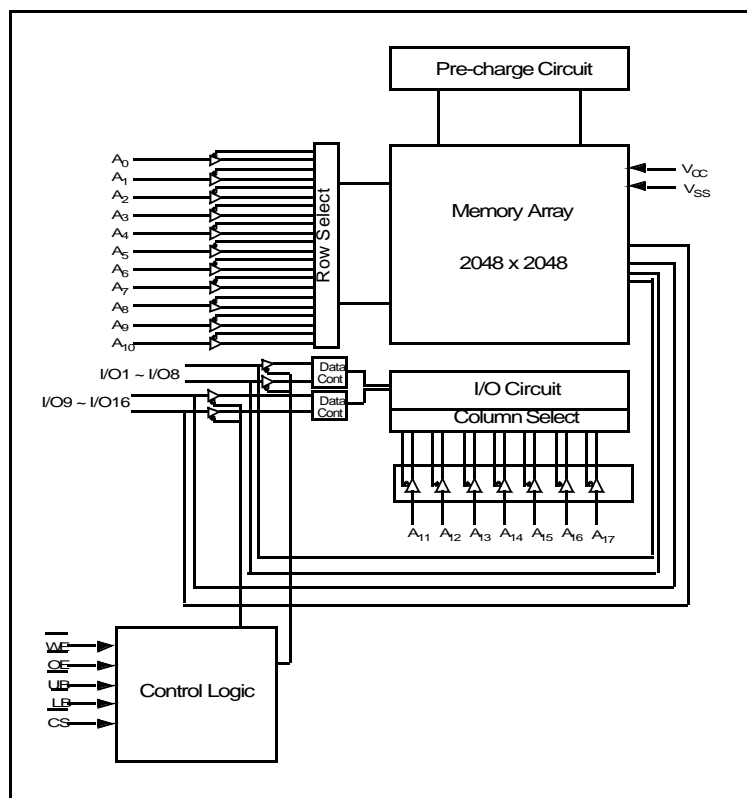 Pre-charge Circuit
A0
A1
A2
A3
A4
A5
A6
A7
A8
A9
A10
Row Select
Memory Array
2048 x 2048
VCC
VSS
I/O1 ~ I/O8
I/O9 ~ I/O16
Data
Cont
Data
Cont
I/O Circuit
Column Select
A11 A12 A13 A14 A15 A16 A17
WE
OE
UB
LB
CS
Control Logic